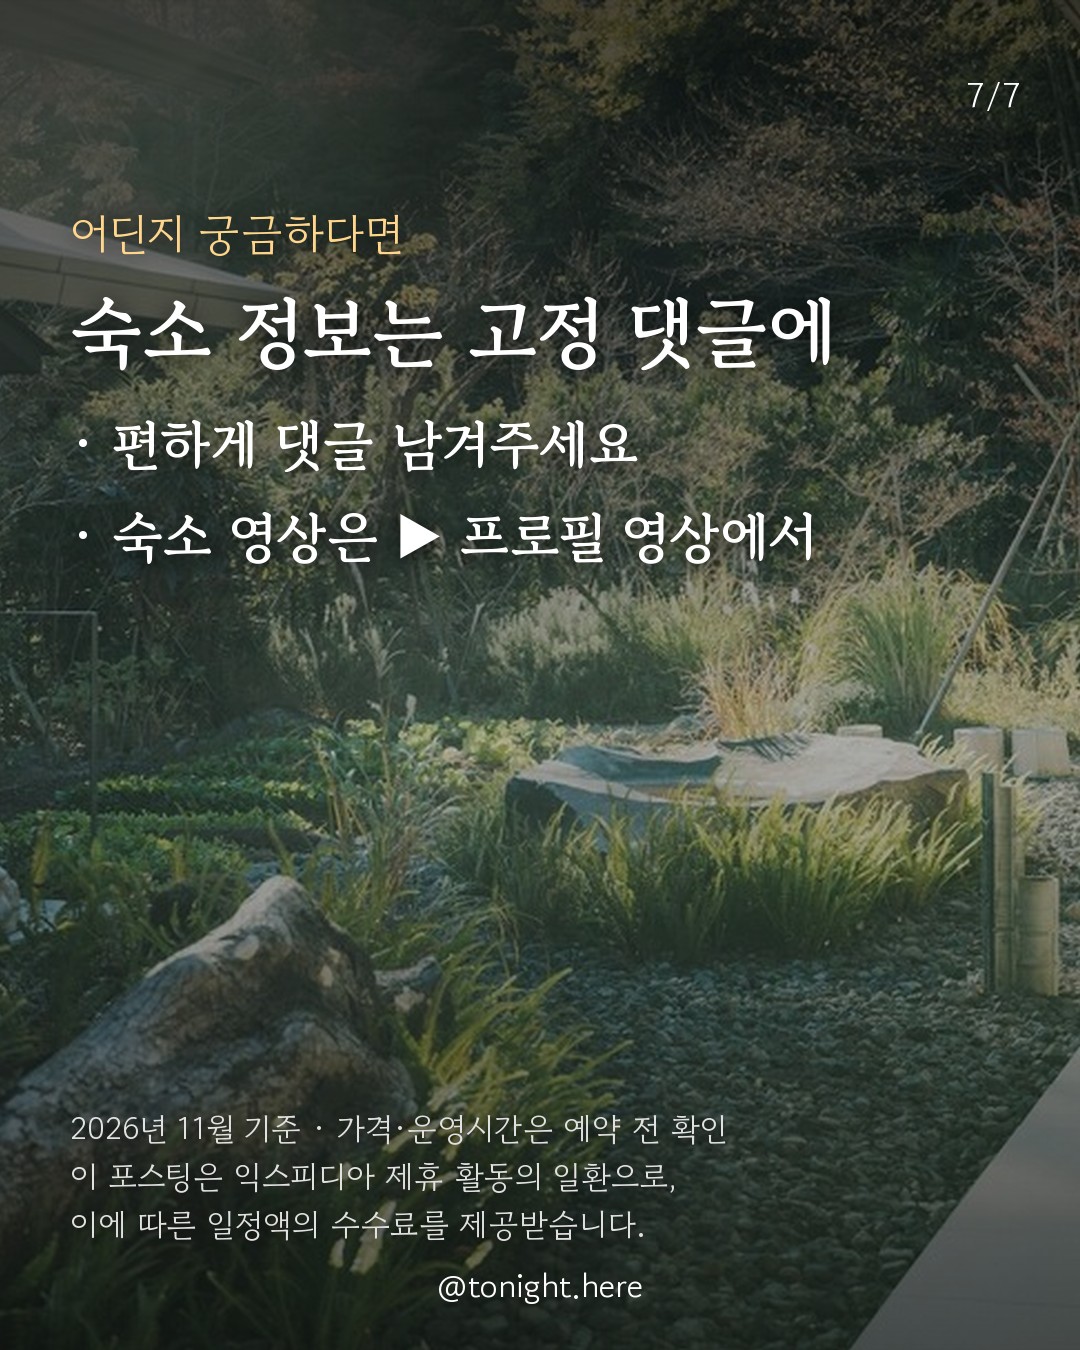 7/7
어딘지 궁금하다면
숙소 정보는 고정 댓글에
· 편하게 댓글 남겨주세요
· 숙소 영상은 ▶ 프로필 영상에서
2026년 11월 기준 · 가격·운영시간은 예약 전 확인
이 포스팅은 익스피디아 제휴 활동의 일환으로,
이에 따른 일정액의 수수료를 제공받습니다.
@tonight.here